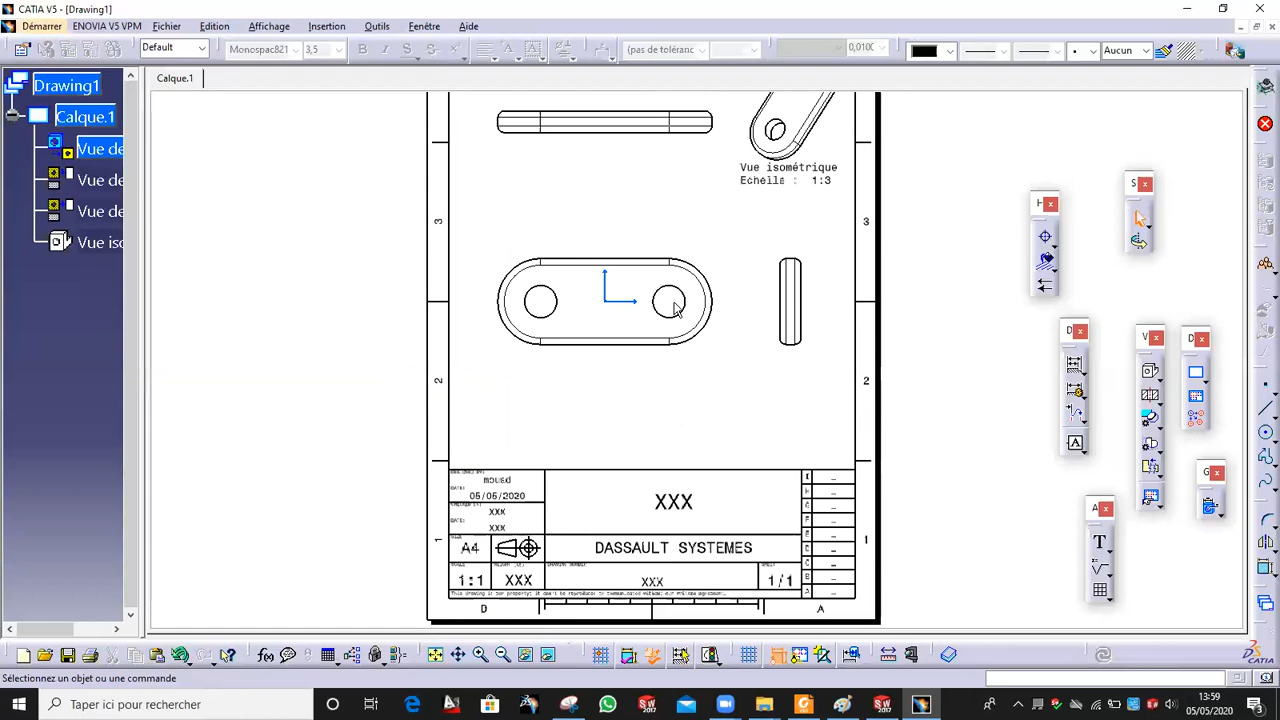 CATIA V5 - [Drawing1]
Démarrer ENOVIA V5 VPM Fichier Edition Affichage Insertion Outils Fenêtre Aide
Default Monospac821 3,5 B I S (pas de toléranc 0,010( Aucun
Drawing1 Calque.1
Calque.1
Vue de
Vue de
Vue de
Vue iso
Vue isométrique
Echelle : 1:3
3 3
2 2
1 1
H x
S x
D x
V x
D x
G x
A x
DATE:
05/05/2020
XXX
DATE:
XXX
XXX
A4
DASSAULT SYSTEMES
1:1 XXX XXX 1/1
I _
H _
G _
F _
E _
D _
C _
B _
A _
D A
Sélectionnez un objet ou une commande
Taper ici pour rechercher
13:59
05/05/2020